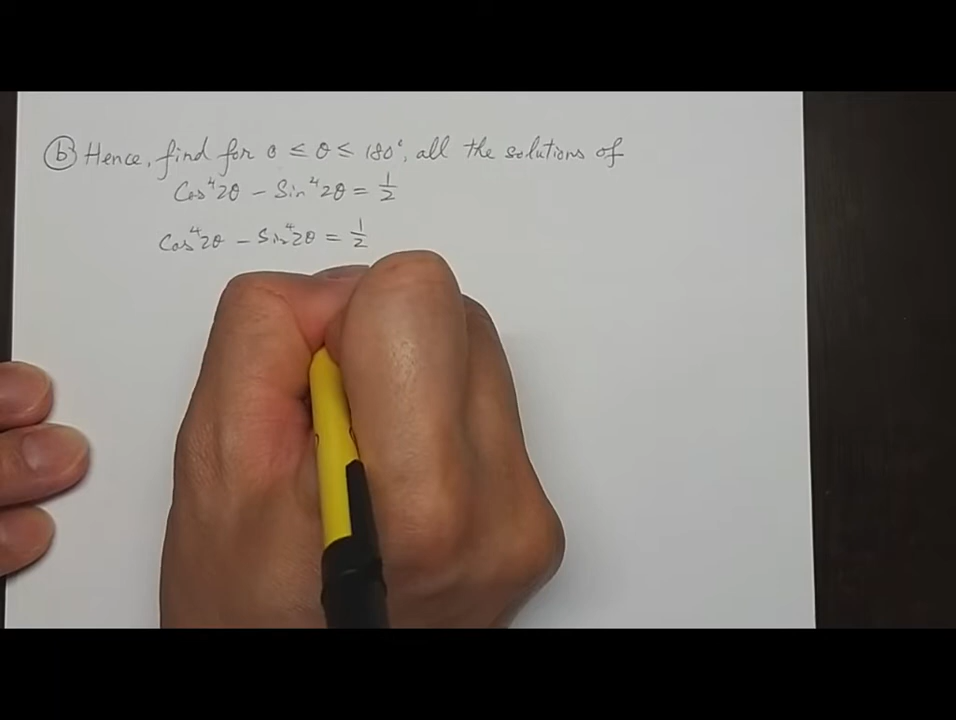 (b) Hence, find for 0 ≤ θ ≤ 180°, all the solutions of
Cos⁴2θ - Sin⁴2θ = 1/2
Cos⁴2θ - Sin⁴2θ = 1/2